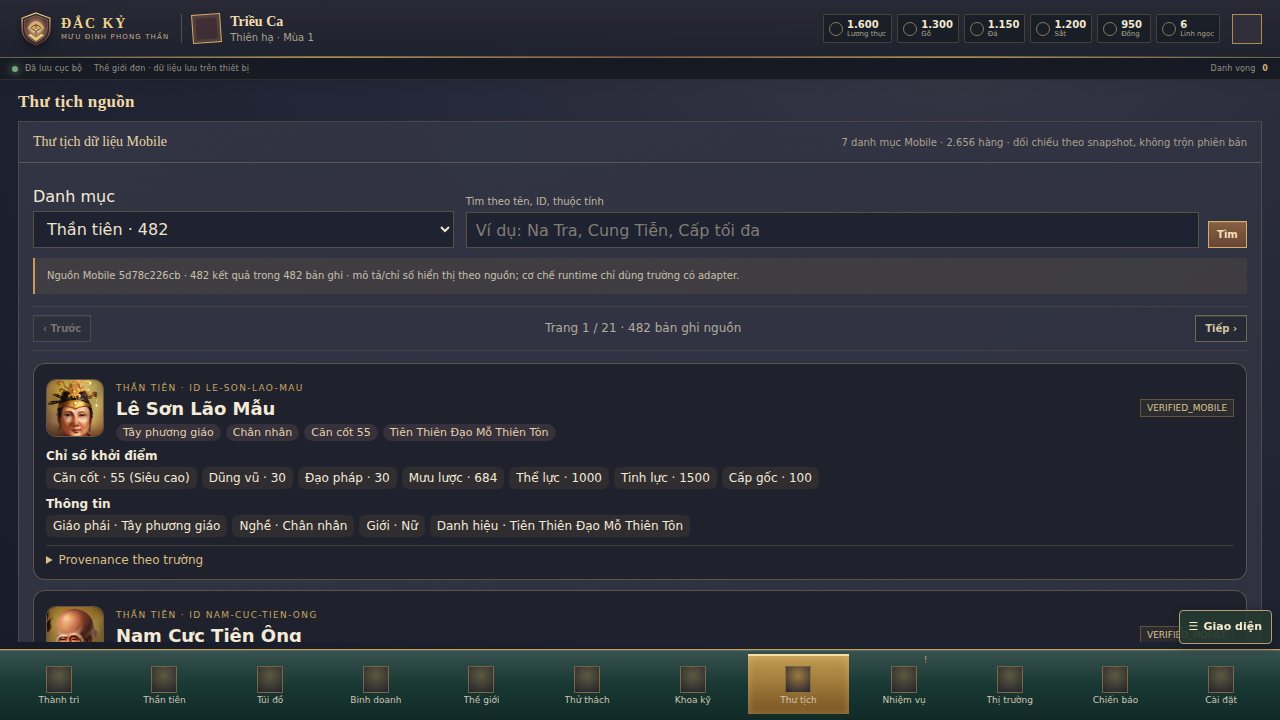 ĐẮC KỶ
MƯU ĐỊNH PHONG THẦN
Triều Ca
Thiên hạ · Mùa 1
1.600
Lương thực
1.300
Gỗ
1.150
Đá
1.200
Sắt
950
Đồng
6
Linh ngọc
Đã lưu cục bộ
Thế giới đơn · dữ liệu lưu trên thiết bị
Danh vọng 0
Thư tịch nguồn
Thư tịch dữ liệu Mobile
7 danh mục Mobile · 2.656 hàng · đối chiếu theo snapshot, không trộn phiên bản
Danh mục
Tìm theo tên, ID, thuộc tính
Thần tiên · 482
Ví dụ: Na Tra, Cung Tiễn, Cấp tối đa
Tìm
Nguồn Mobile 5d78c226cb · 482 kết quả trong 482 bản ghi · mô tả/chỉ số hiển thị theo nguồn; cơ chế runtime chỉ dùng trường có adapter.
‹ Trước
Trang 1 / 21 · 482 bản ghi nguồn
Tiếp ›
THẦN TIÊN · ID LE-SON-LAO-MAU
Lê Sơn Lão Mẫu
VERIFIED_MOBILE
Tây phương giáo
Chân nhân
Căn cốt 55
Tiên Thiên Đạo Mỗ Thiên Tôn
Chỉ số khởi điểm
Căn cốt · 55 (Siêu cao)
Dũng vũ · 30
Đạo pháp · 30
Mưu lược · 684
Thể lực · 1000
Tinh lực · 1500
Cấp gốc · 100
Thông tin
Giáo phái · Tây phương giáo
Nghề · Chân nhân
Giới · Nữ
Danh hiệu · Tiên Thiên Đạo Mỗ Thiên Tôn
▶ Provenance theo trường
THẦN TIÊN · ID NAM-CUC-TIEN-ONG
Nam Cực Tiên Ông
VERIFIED_MOBILE
☰ Giao diện
Thành trì
Thần tiên
Túi đồ
Binh doanh
Thế giới
Thử thách
Khoa kỹ
Thư tịch
!
Nhiệm vụ
Thị trường
Chiến báo
Cài đặt